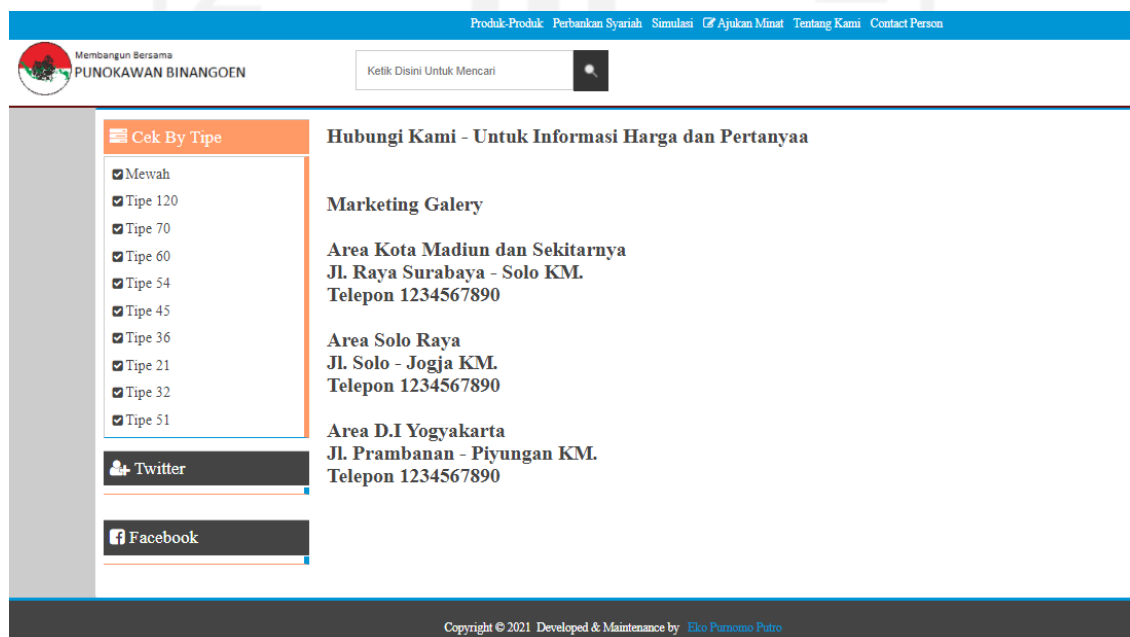 Produk-Produk Perbankan Syariah Simulasi Ajukan Minat Tentang Kami Contact Person
Membangun Bersama
PUNOKAWAN BINANGOEN
Ketik Disini Untuk Mencari
Cek By Tipe
Mewah
Tipe 120
Tipe 70
Tipe 60
Tipe 54
Tipe 45
Tipe 36
Tipe 21
Tipe 32
Tipe 51
Twitter
Facebook
Hubungi Kami - Untuk Informasi Harga dan Pertanyaa
Marketing Galery
Area Kota Madiun dan Sekitarnya
Jl. Raya Surabaya - Solo KM.
Telepon 1234567890
Area Solo Raya
Jl. Solo - Jogja KM.
Telepon 1234567890
Area D.I Yogyakarta
Jl. Prambanan - Piyungan KM.
Telepon 1234567890
Copyright © 2021 Developed & Maintenance by Eko Purnomo Putro